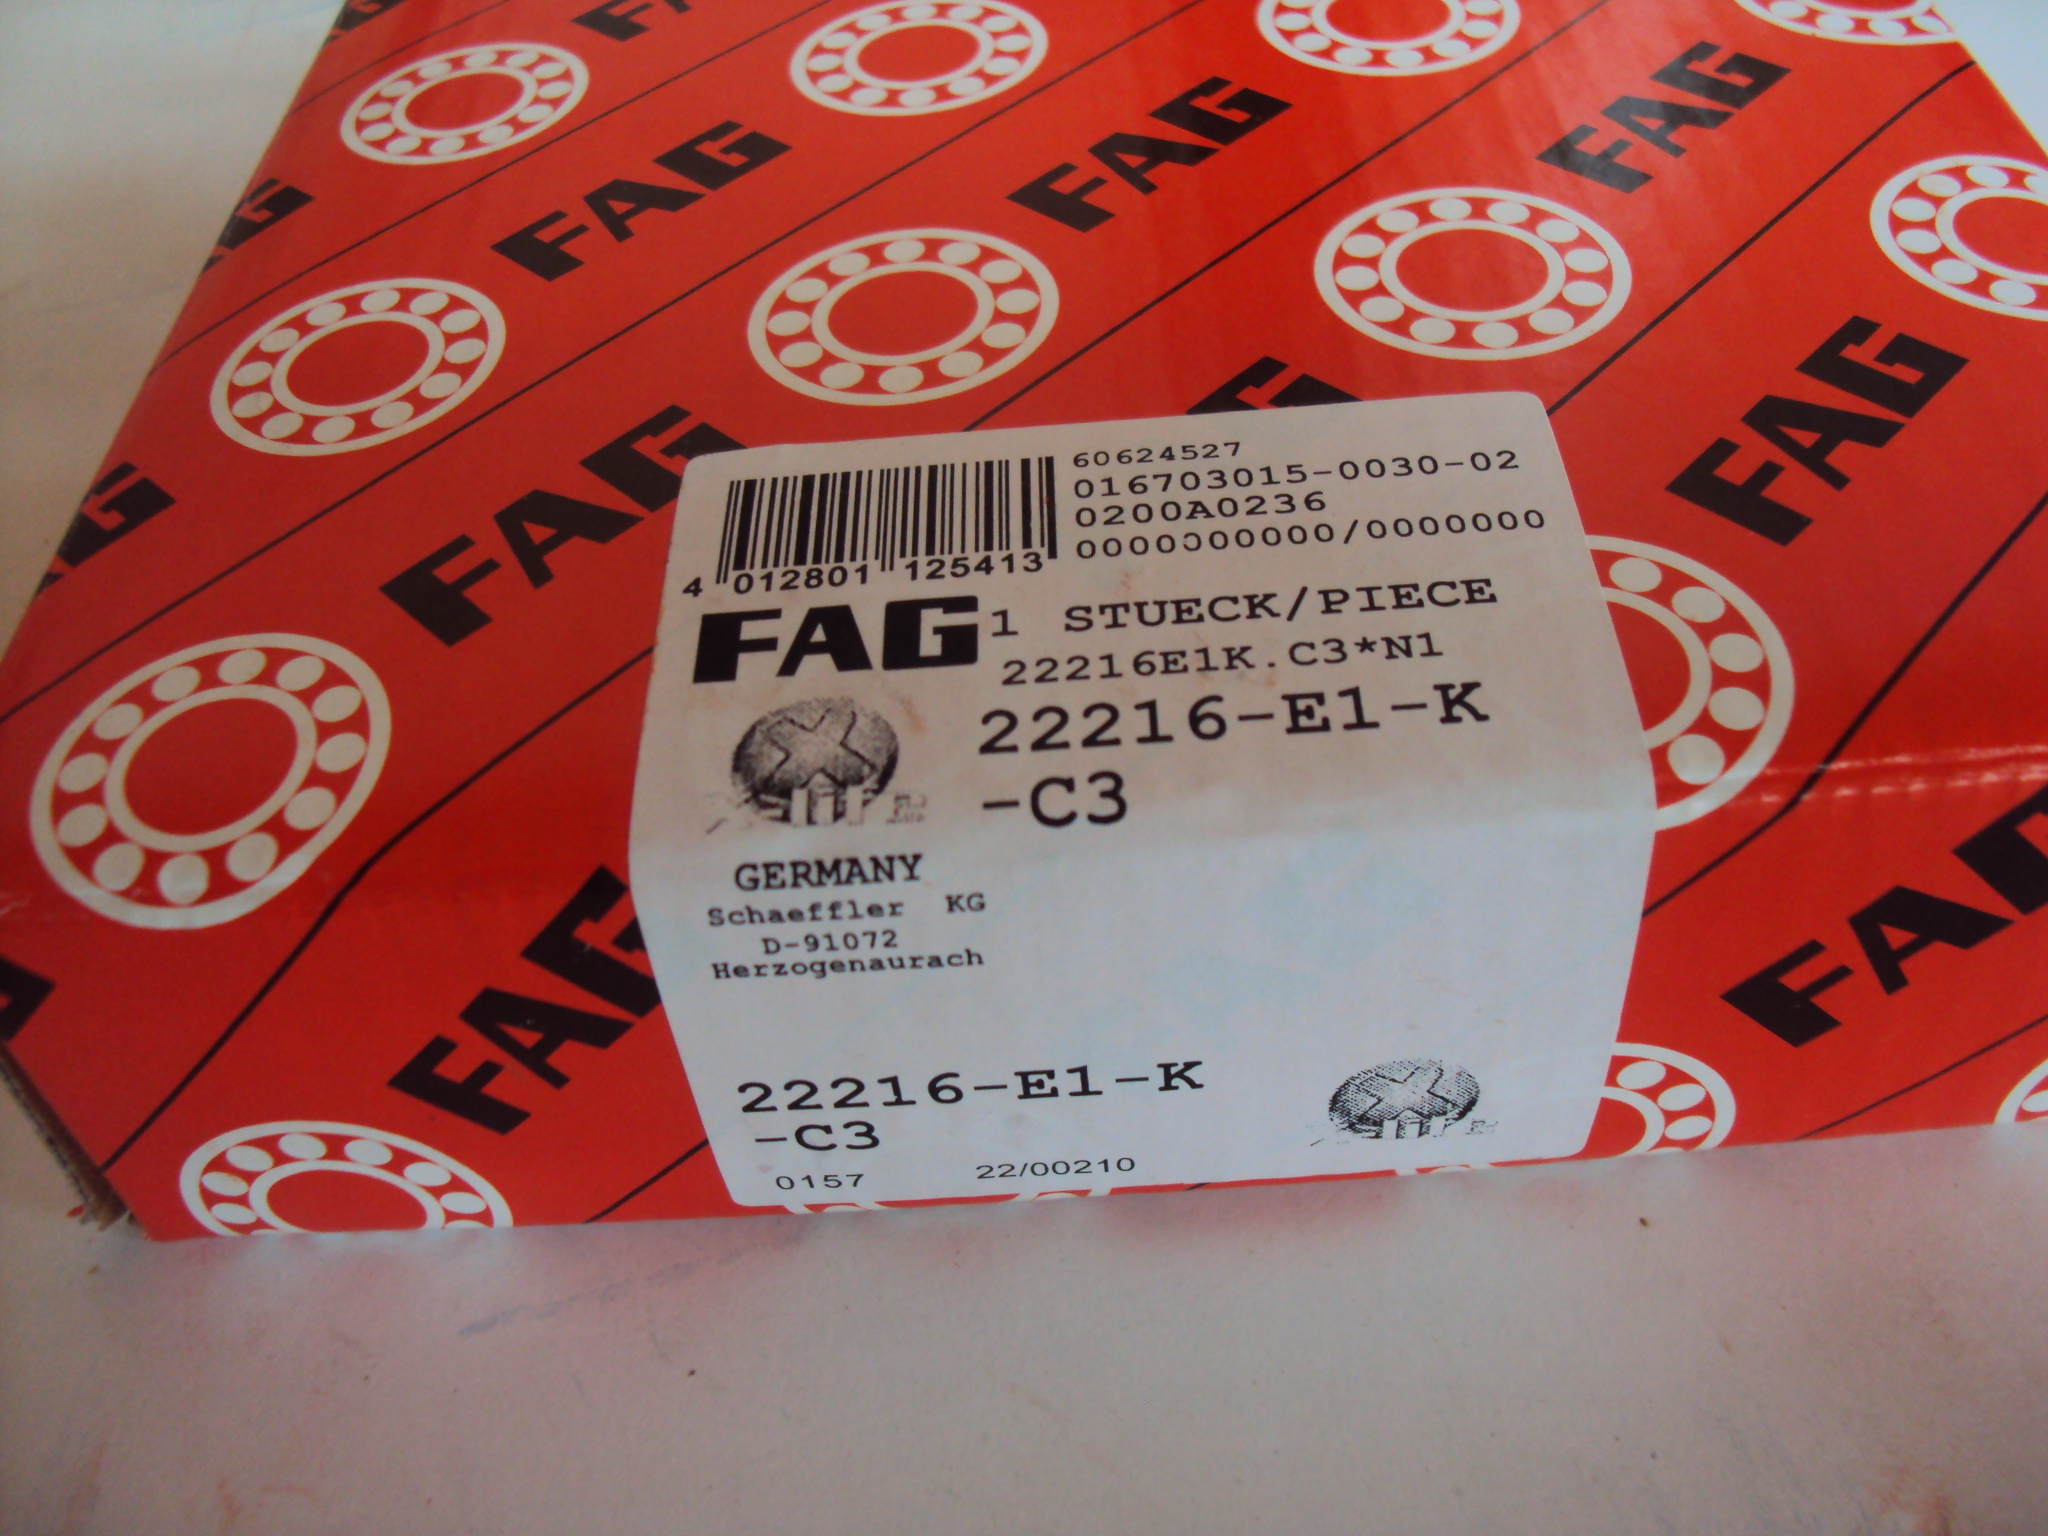 FAG
FAG
FAG
FAG
FAG
FAG
FAG
FAG
60624527
016703015-0030-02
0200A0236
0000000000/0000000
4 012801 125413
FAG 1 STUECK/PIECE
22216E1K.C3*N1
22216-E1-K
-C3
GERMANY
Schaeffler KG
D-91072
Herzogenaurach
22216-E1-K
-C3
0157 22/00210